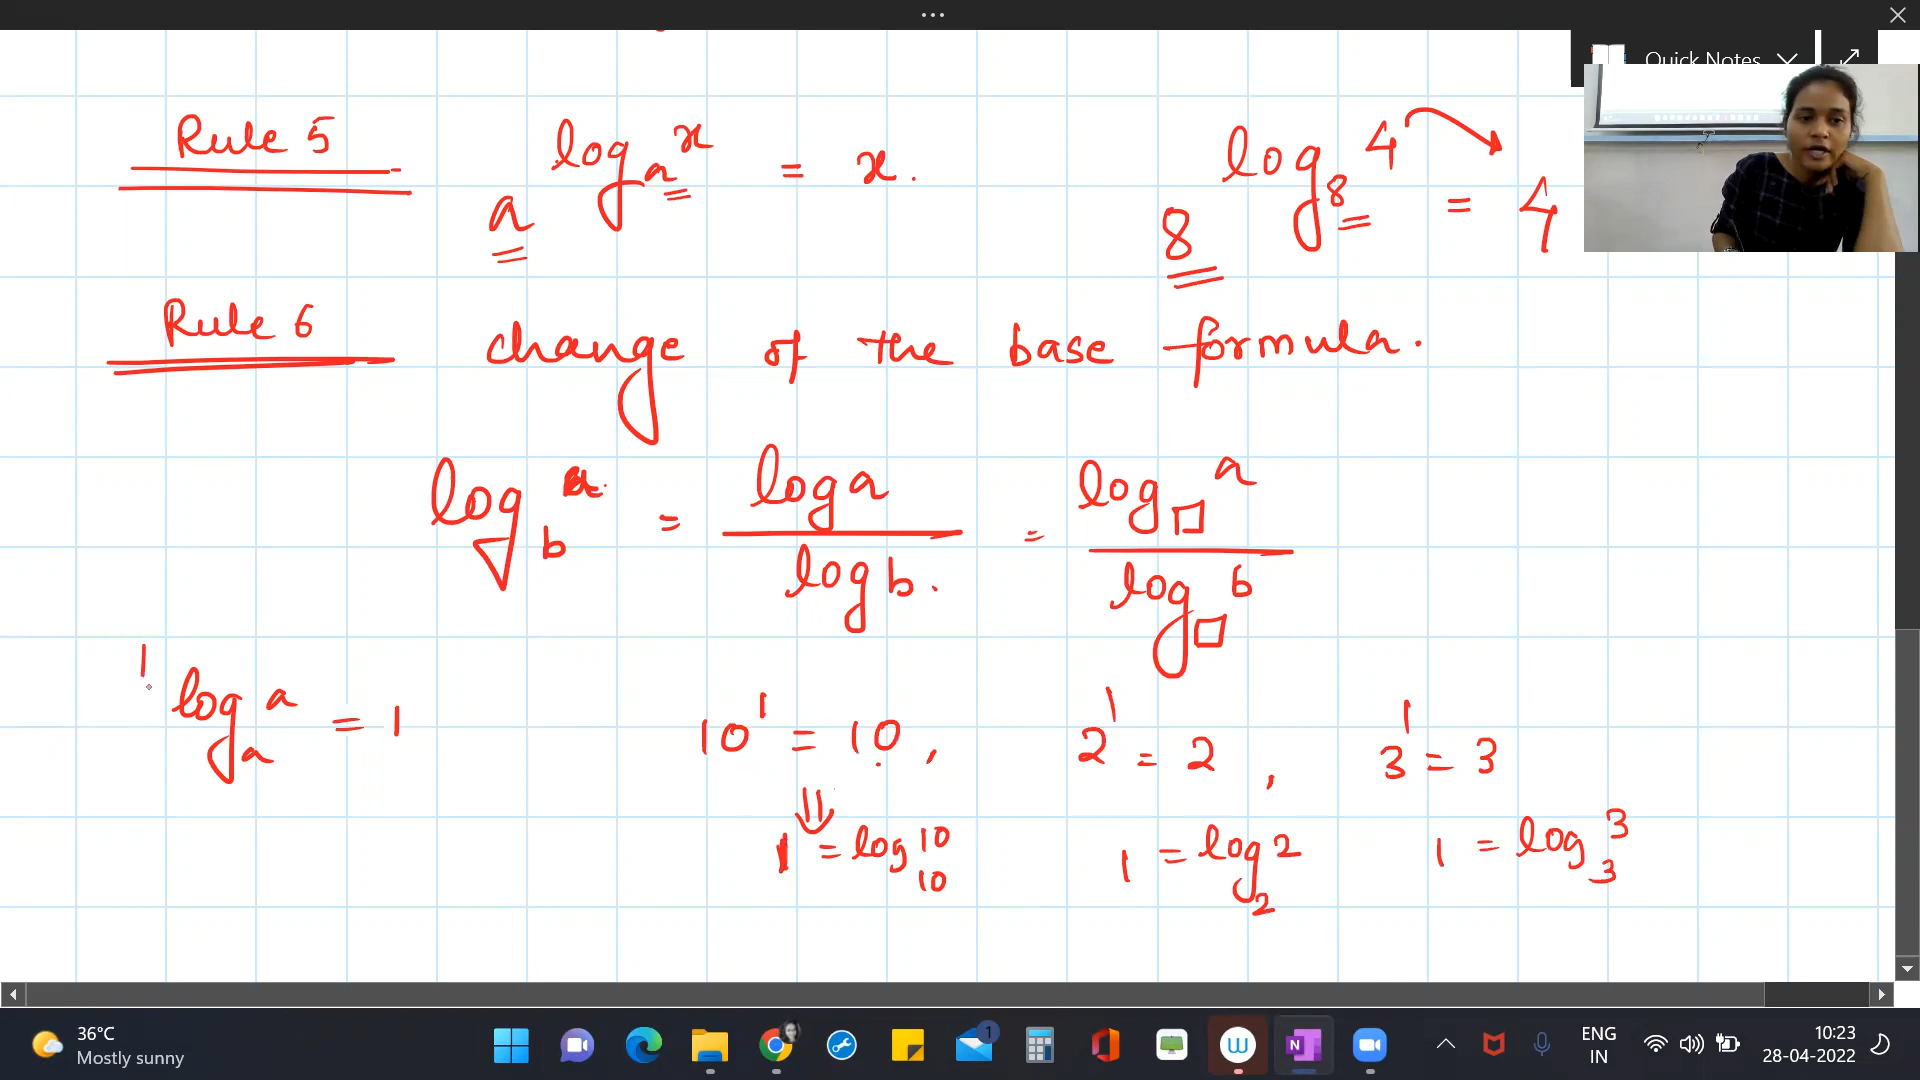 Quick Notes
Rule 5 a^(log_a x) = x. 8^(log_8 4) = 4
Rule 6 change of the base formula.
log_b a = log a / log b. = log_□ a / log_□ b
1 log_a a = 1 10^1 = 10, 2^1 = 2, 3^1 = 3
⇓
1 = log_10 10 1 = log_2 2 1 = log_3 3
36°C
Mostly sunny
1
ENG
IN
10:23
28-04-2022